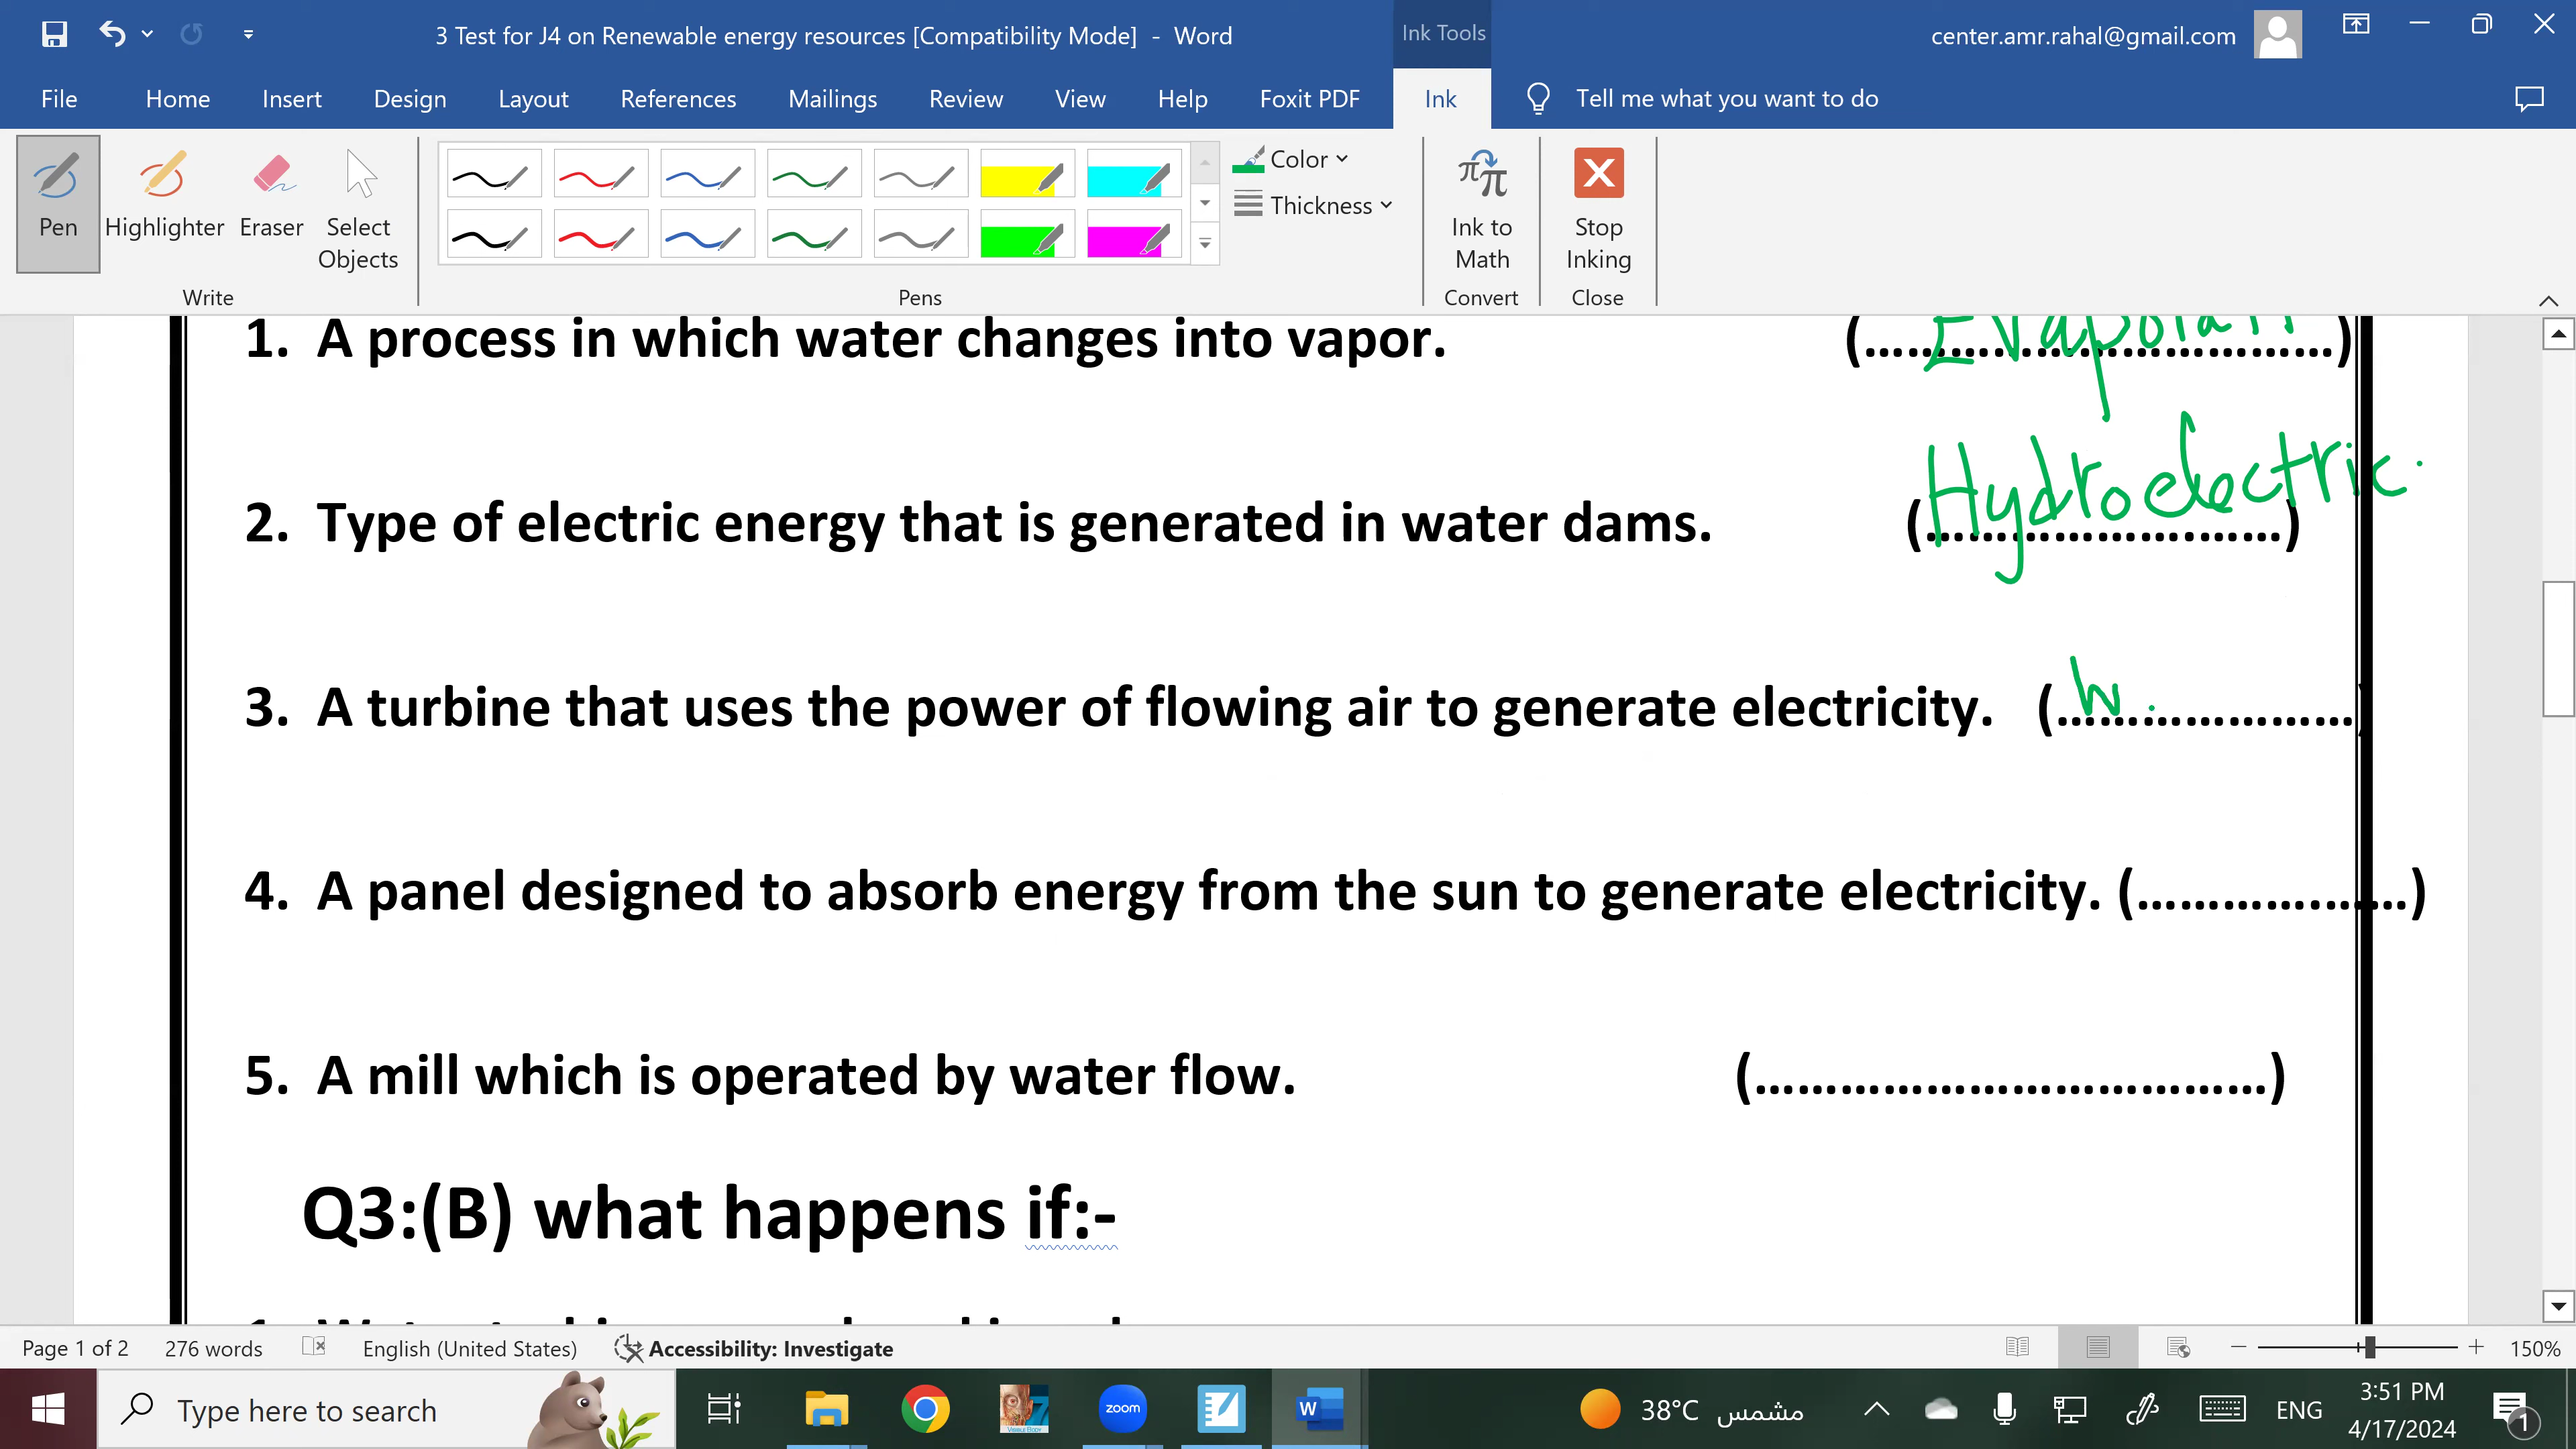 3 Test for J4 on Renewable energy resources [Compatibility Mode] - Word
Ink Tools
center.amr.rahal@gmail.com
File Home Insert Design Layout References Mailings Review View Help Foxit PDF Ink Tell me what you want to do
Pen Highlighter Eraser Select Objects
Color
Thickness
Ink to Math
Stop Inking
Write Pens Convert Close
1. A process in which water changes into vapor. (..............................)
2. Type of electric energy that is generated in water dams. (Hydroelectric.)
3. A turbine that uses the power of flowing air to generate electricity. (W.....................)
4. A panel designed to absorb energy from the sun to generate electricity. (...................)
5. A mill which is operated by water flow. (....................................)
Q3:(B) what happens if:-
Page 1 of 2 276 words English (United States) Accessibility: Investigate 150%
Type here to search
zoom
W
38°C مشمس
ENG
3:51 PM
4/17/2024
1